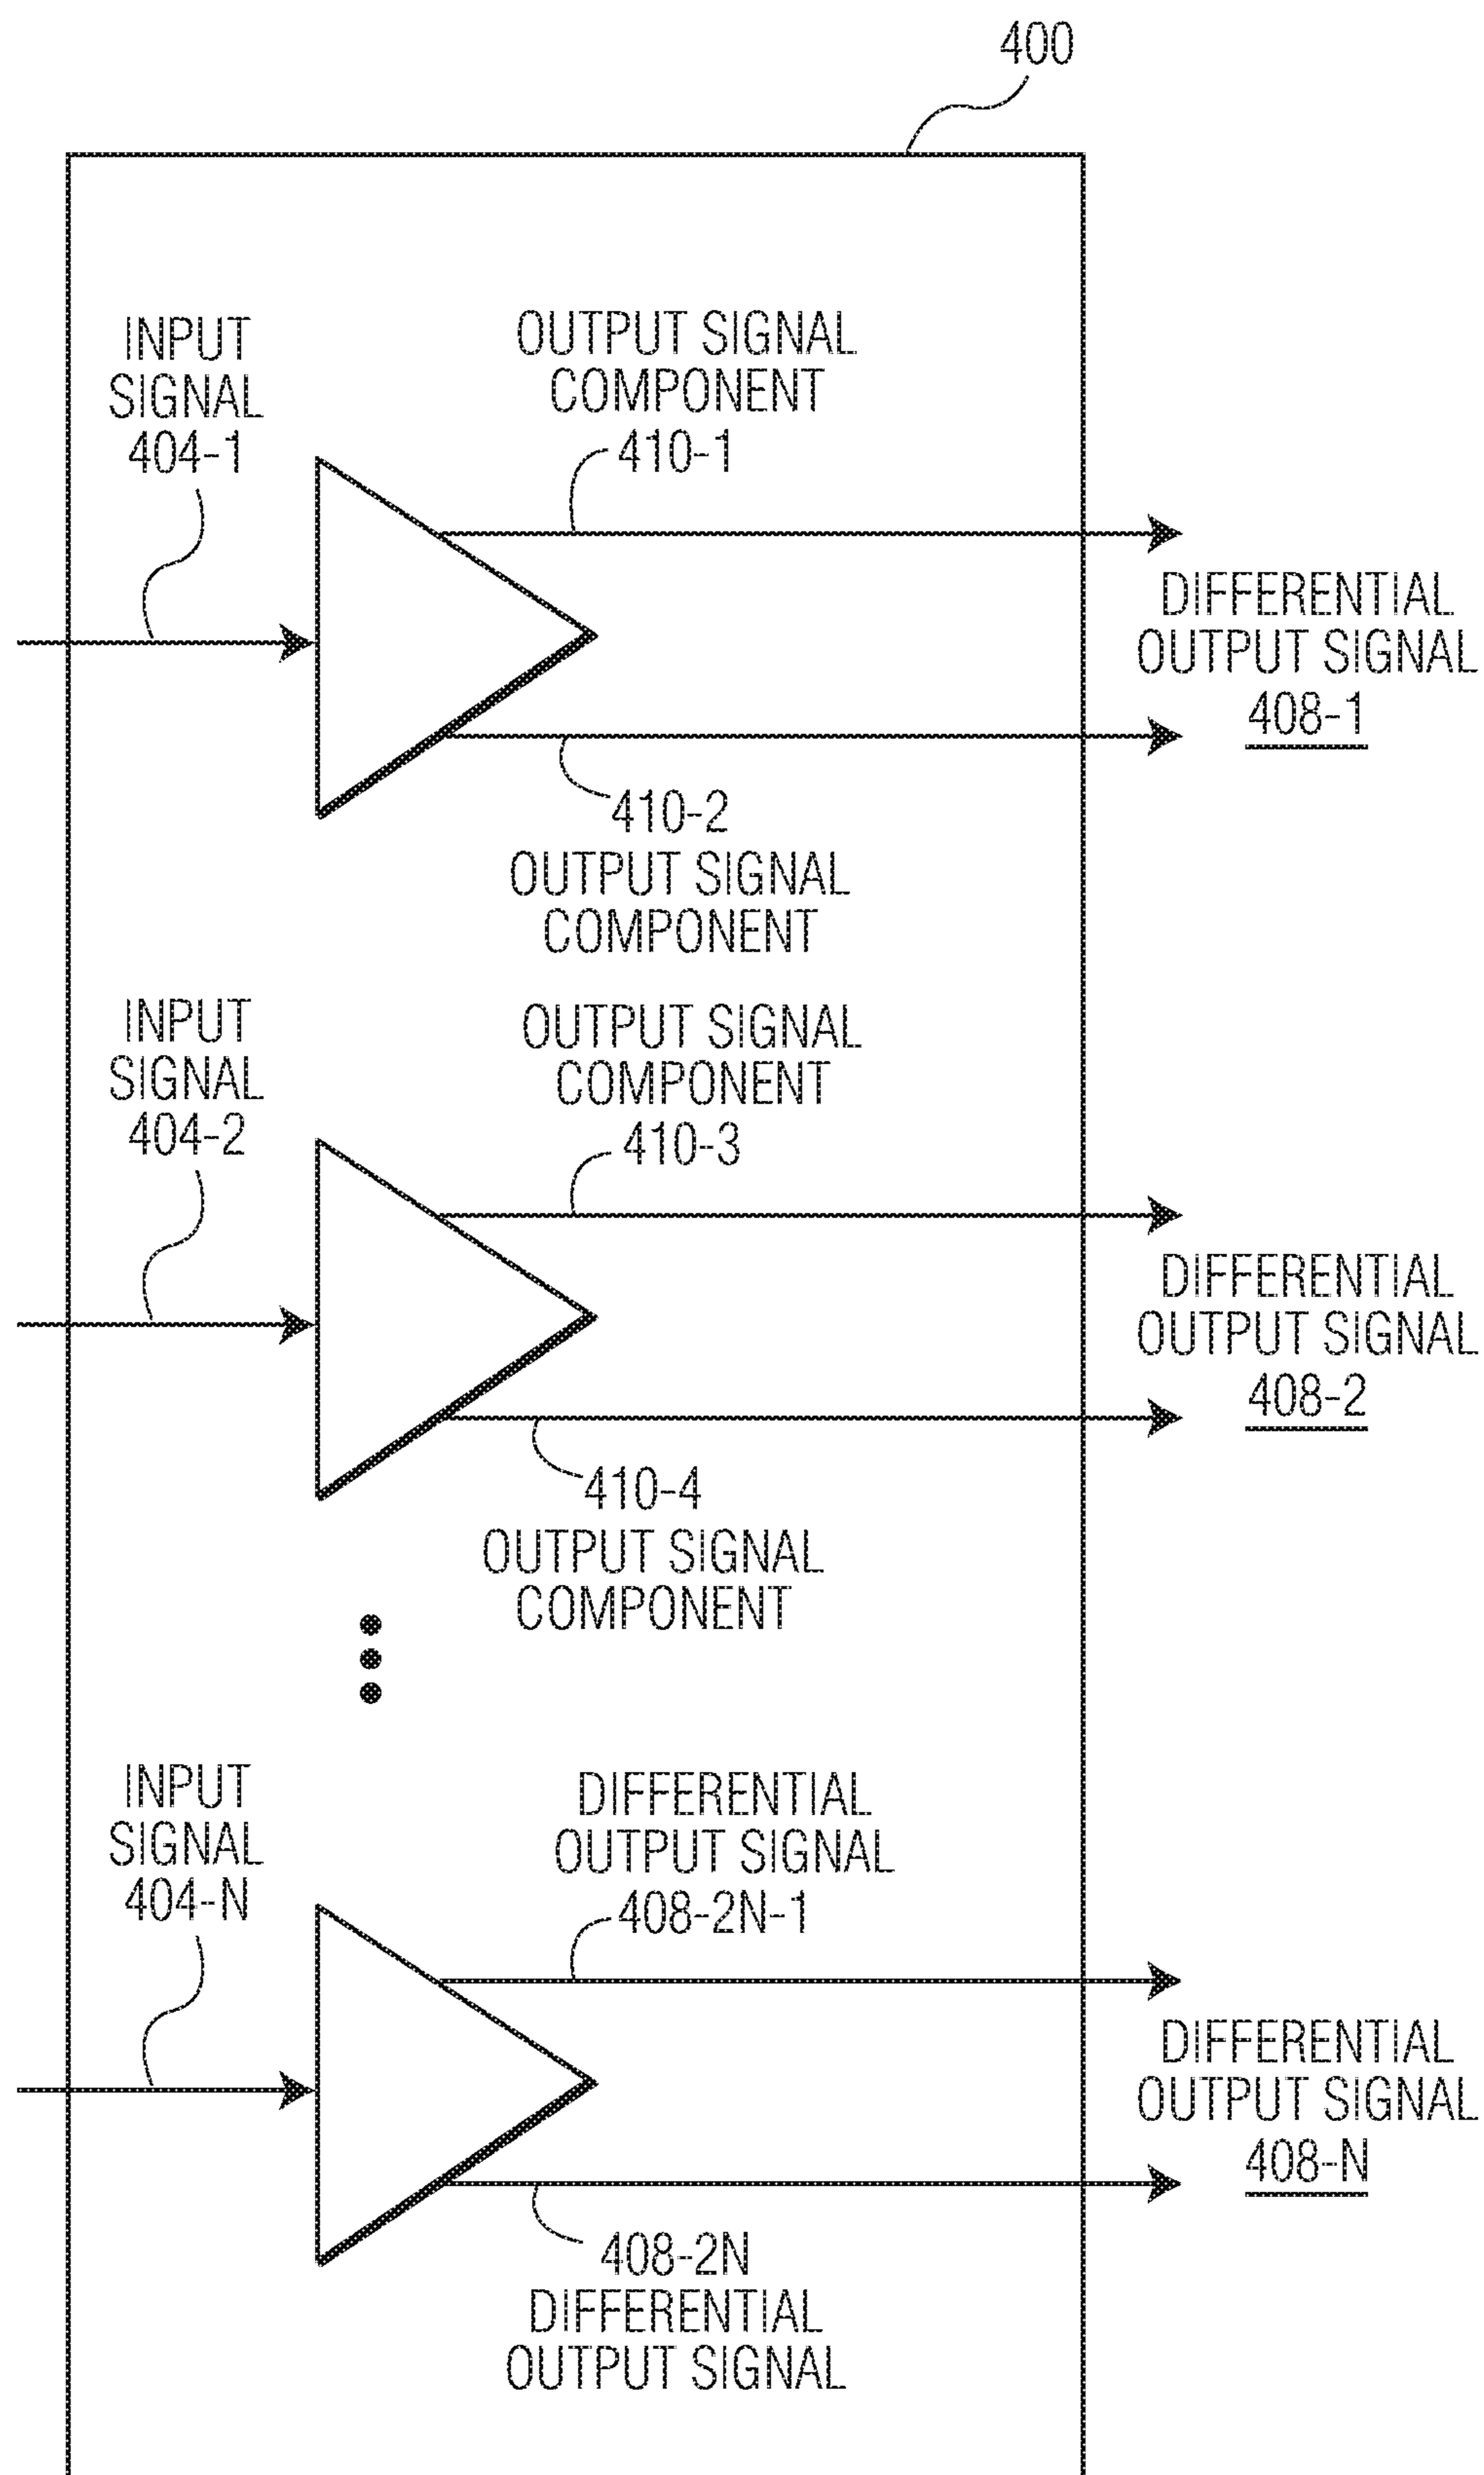 400
INPUT
SIGNAL
404-1
OUTPUT SIGNAL
COMPONENT
410-1
DIFFERENTIAL
OUTPUT SIGNAL
408-1
410-2
OUTPUT SIGNAL
COMPONENT
INPUT
SIGNAL
404-2
OUTPUT SIGNAL
COMPONENT
410-3
DIFFERENTIAL
OUTPUT SIGNAL
408-2
410-4
OUTPUT SIGNAL
COMPONENT
INPUT
SIGNAL
404-N
DIFFERENTIAL
OUTPUT SIGNAL
408-2N-1
DIFFERENTIAL
OUTPUT SIGNAL
408-N
408-2N
DIFFERENTIAL
OUTPUT SIGNAL